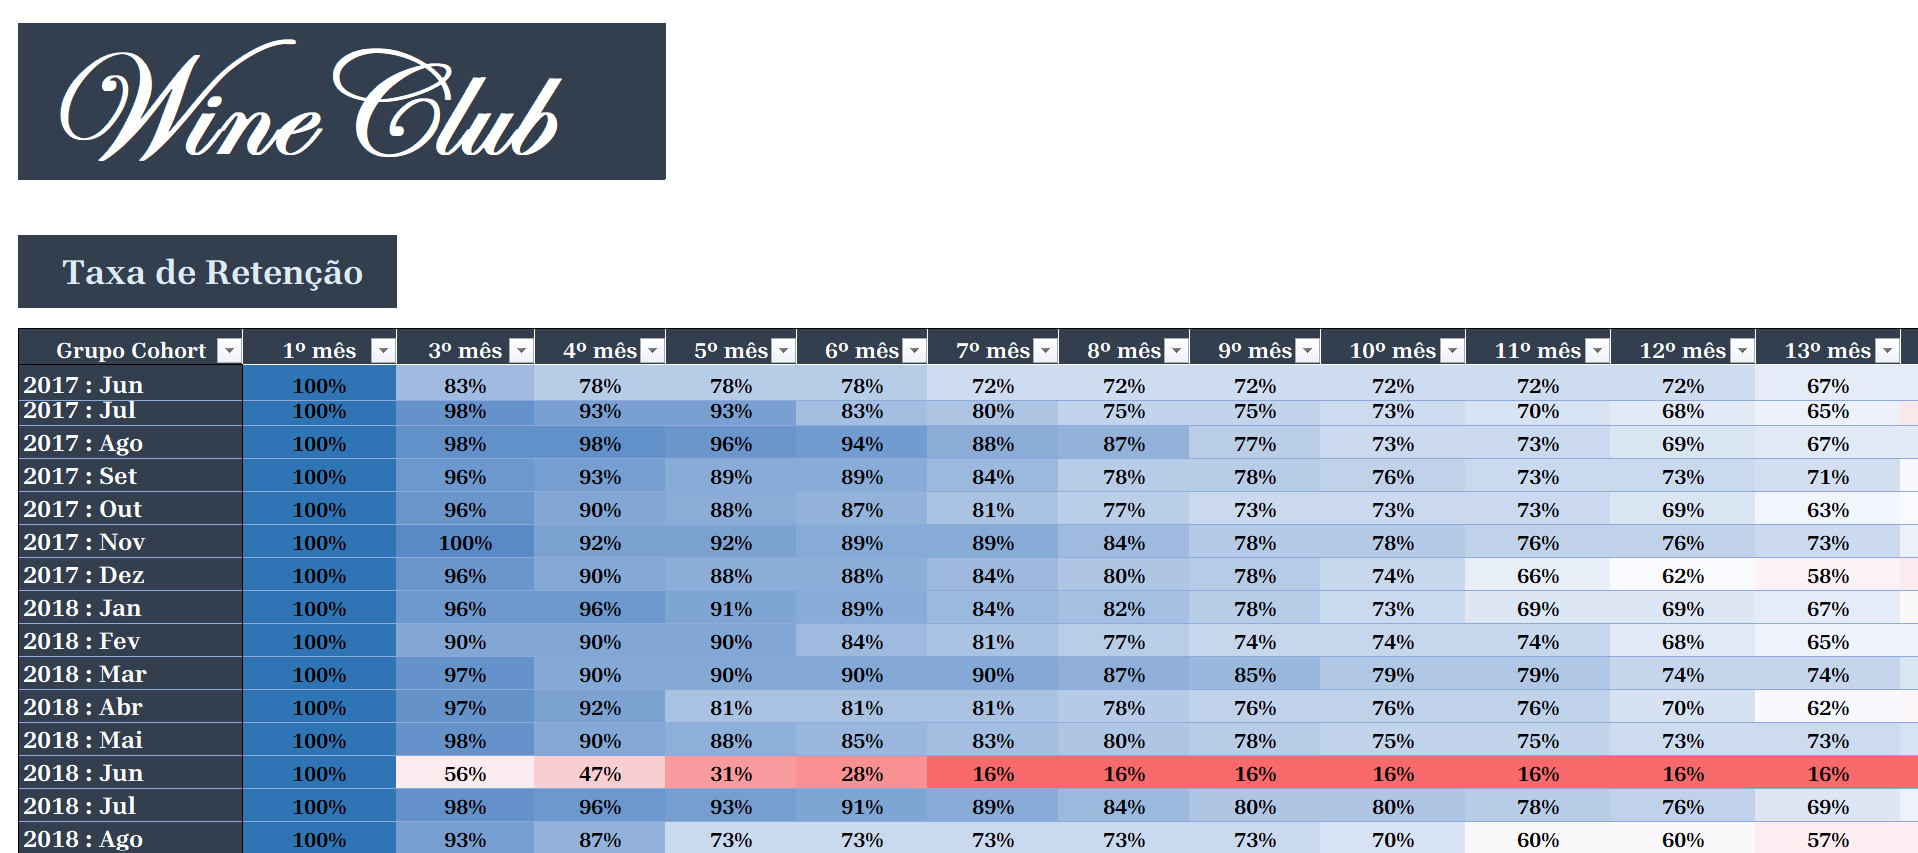 Wine Club
Taxa de Retenção
Grupo Cohort 1º mês 3º mês 4º mês 5º mês 6º mês 7º mês 8º mês 9º mês 10º mês 11º mês 12º mês 13º mês
2017 : Jun 100% 83% 78% 78% 78% 72% 72% 72% 72% 72% 72% 67%
2017 : Jul 100% 98% 93% 93% 83% 80% 75% 75% 73% 70% 68% 65%
2017 : Ago 100% 98% 98% 96% 94% 88% 87% 77% 73% 73% 69% 67%
2017 : Set 100% 96% 93% 89% 89% 84% 78% 78% 76% 73% 73% 71%
2017 : Out 100% 96% 90% 88% 87% 81% 77% 73% 73% 73% 69% 63%
2017 : Nov 100% 100% 92% 92% 89% 89% 84% 78% 78% 76% 76% 73%
2017 : Dez 100% 96% 90% 88% 88% 84% 80% 78% 74% 66% 62% 58%
2018 : Jan 100% 96% 96% 91% 89% 84% 82% 78% 73% 69% 69% 67%
2018 : Fev 100% 90% 90% 90% 84% 81% 77% 74% 74% 74% 68% 65%
2018 : Mar 100% 97% 90% 90% 90% 90% 87% 85% 79% 79% 74% 74%
2018 : Abr 100% 97% 92% 81% 81% 81% 78% 76% 76% 76% 70% 62%
2018 : Mai 100% 98% 90% 88% 85% 83% 80% 78% 75% 75% 73% 73%
2018 : Jun 100% 56% 47% 31% 28% 16% 16% 16% 16% 16% 16% 16%
2018 : Jul 100% 98% 96% 93% 91% 89% 84% 80% 80% 78% 76% 69%
2018 : Ago 100% 93% 87% 73% 73% 73% 73% 73% 70% 60% 60% 57%